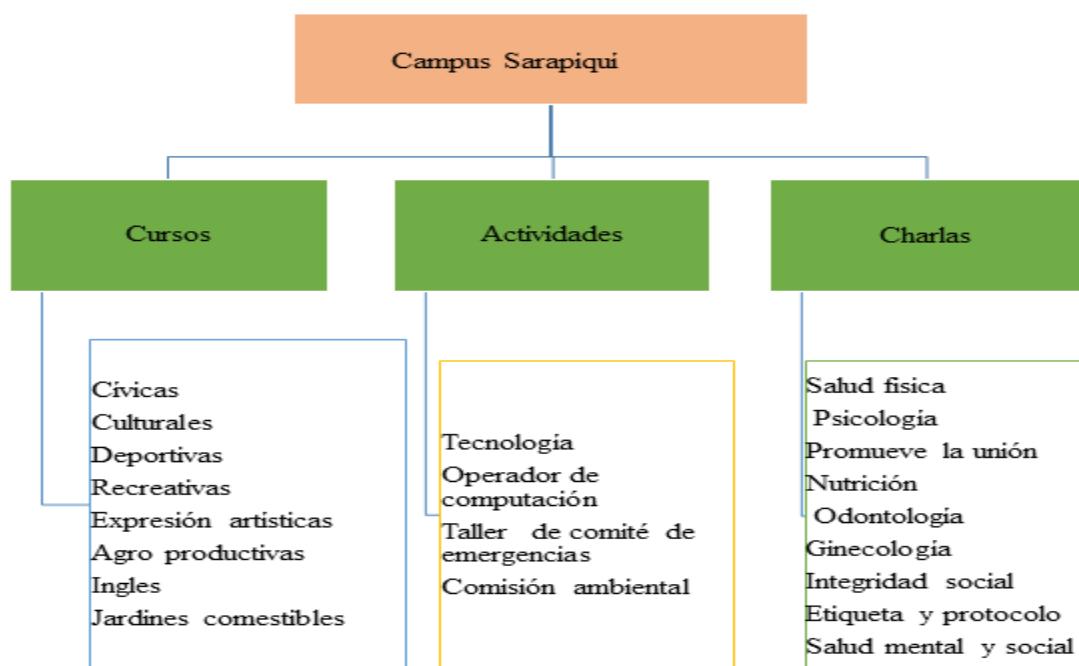 Campus Sarapiquí
Cursos
Actividades
Charlas
Cívicas
Culturales
Deportivas
Recreativas
Expresión artísticas
Agro productivas
Ingles
Jardines comestibles
Tecnología
Operador de
computación
Taller de comité de
emergencias
Comisión ambiental
Salud física
Psicología
Promueve la unión
Nutrición
Odontología
Ginecología
Integridad social
Etiqueta y protocolo
Salud mental y social